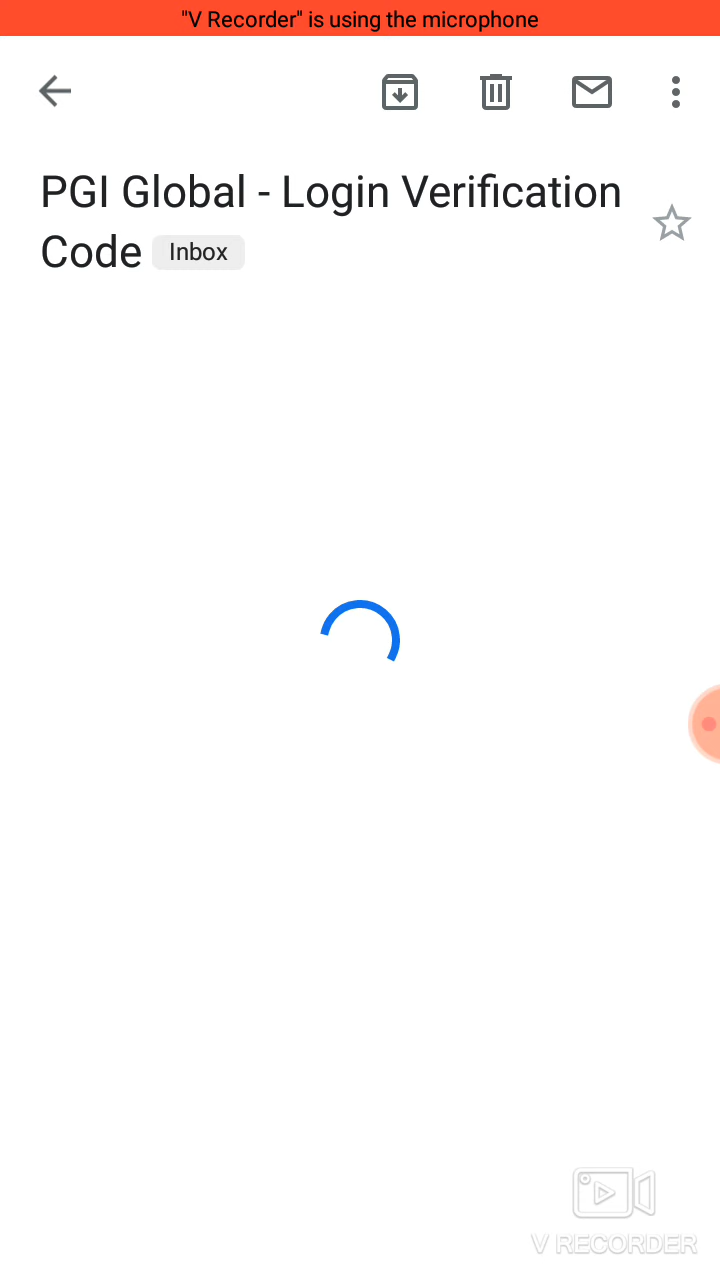 "V Recorder" is using the microphone
PGI Global - Login Verification
Code Inbox
V RECORDER